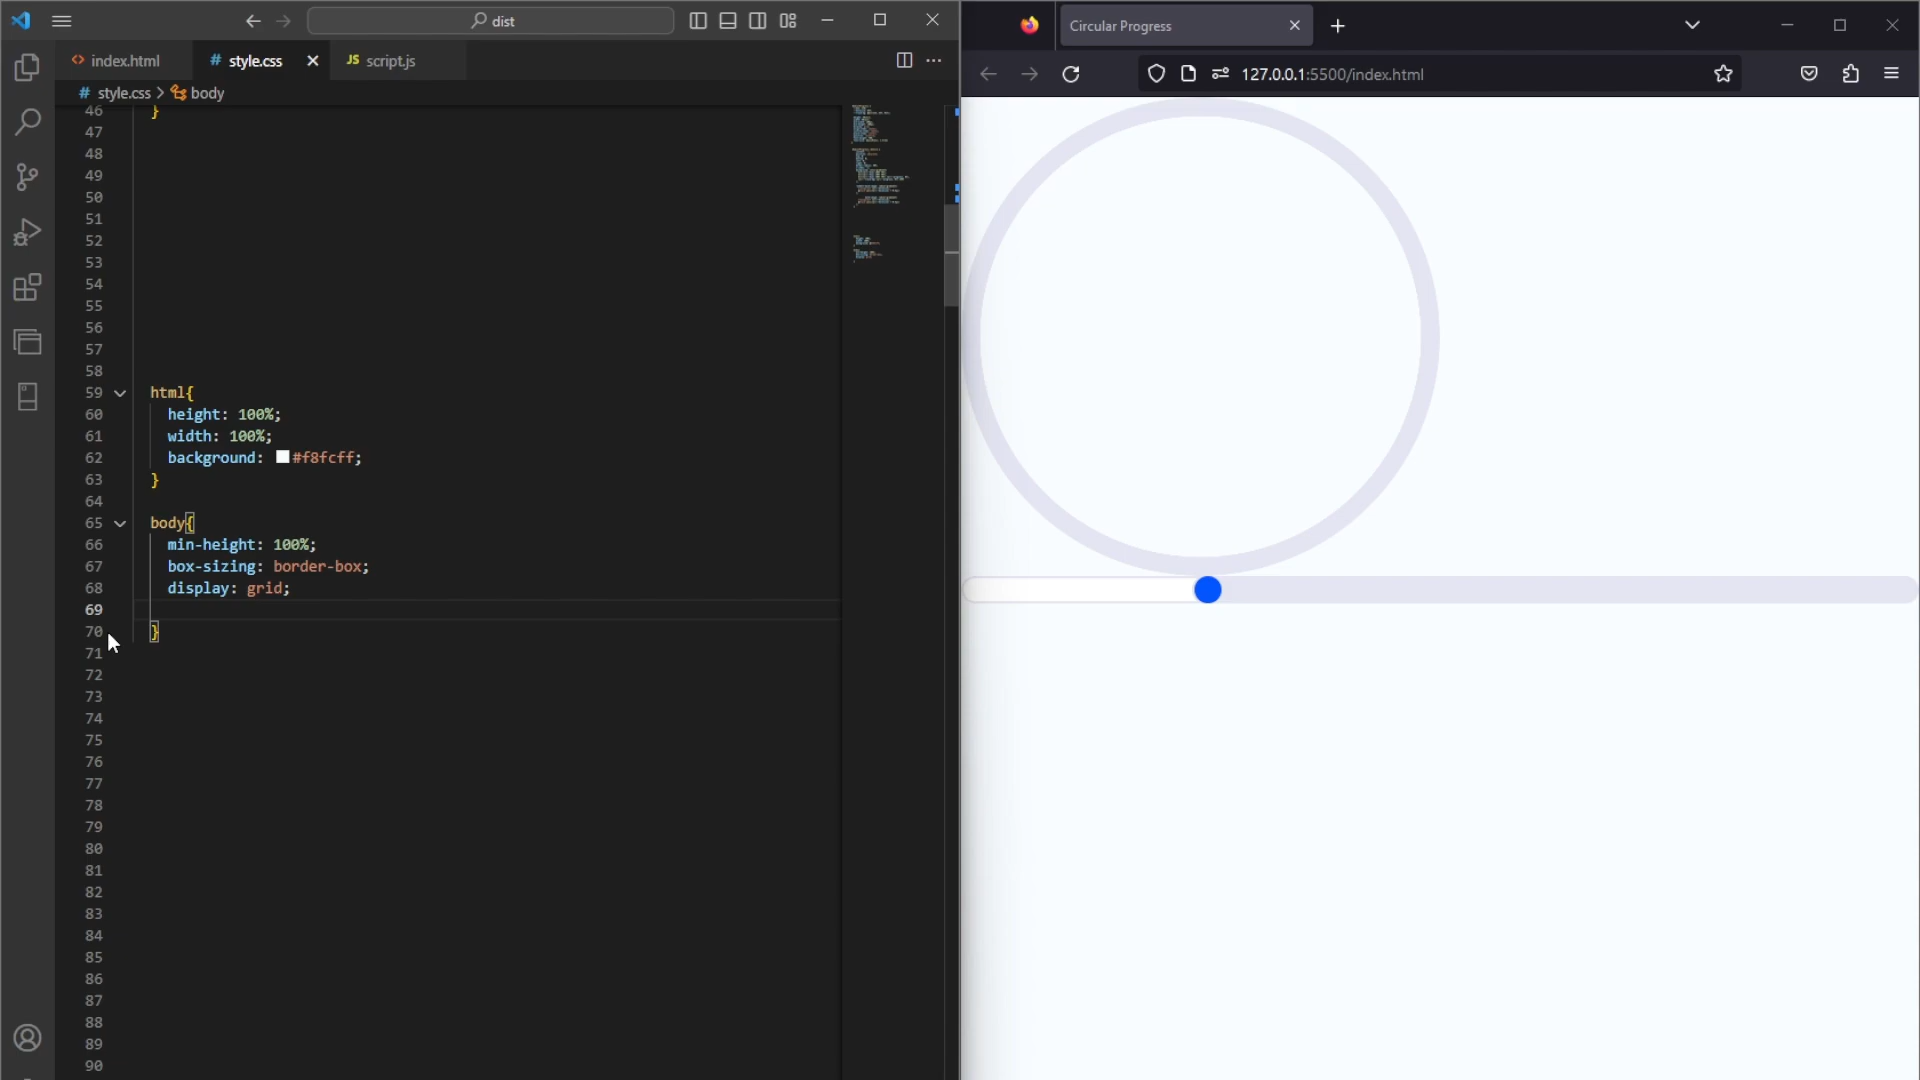 dist
index.html
# style.css
JS script.js
# style.css > body
46 }
47
48
49
50
51
52
53
54
55
56
57
58
59 html{
60 height: 100%;
61 width: 100%;
62 background: #f8fcff;
63 }
64
65 body{
66 min-height: 100%;
67 box-sizing: border-box;
68 display: grid;
69
70 }
71
72
73
74
75
76
77
78
79
80
81
82
83
84
85
86
87
88
89
90
Circular Progress
127.0.0.1:5500/index.html